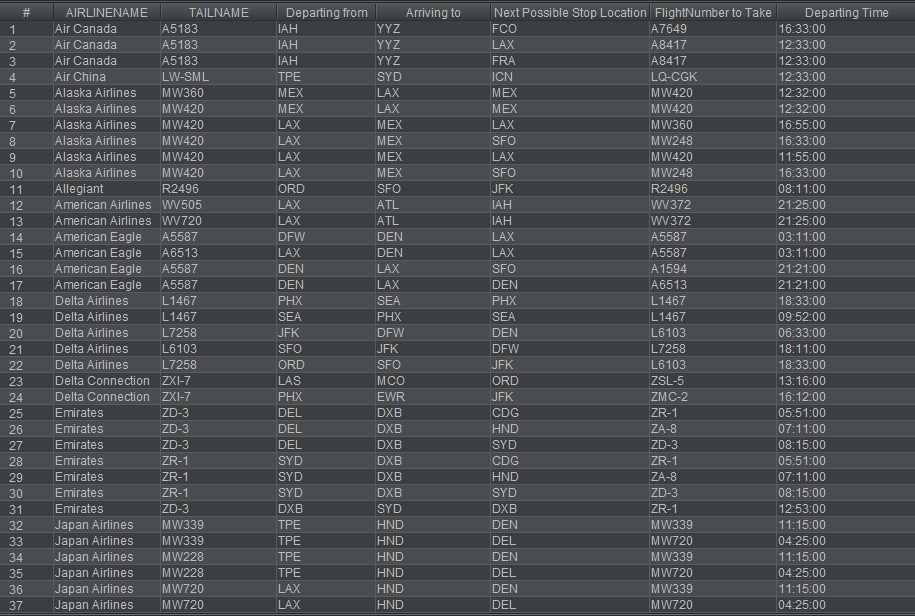 # AIRLINENAME TAILNAME Departing from Arriving to Next Possible Stop Location FlightNumber to Take Departing Time
1 Air Canada A5183 IAH YYZ FCO A7649 16:33:00
2 Air Canada A5183 IAH YYZ LAX A8417 12:33:00
3 Air Canada A5183 IAH YYZ FRA A8417 12:33:00
4 Air China LW-SML TPE SYD ICN LQ-CGK 12:33:00
5 Alaska Airlines MW360 MEX LAX MEX MW420 12:32:00
6 Alaska Airlines MW420 MEX LAX MEX MW420 12:32:00
7 Alaska Airlines MW420 LAX MEX LAX MW360 16:55:00
8 Alaska Airlines MW420 LAX MEX SFO MW248 16:33:00
9 Alaska Airlines MW420 LAX MEX LAX MW420 11:55:00
10 Alaska Airlines MW420 LAX MEX SFO MW248 16:33:00
11 Allegiant R2496 ORD SFO JFK R2496 08:11:00
12 American Airlines WV505 LAX ATL IAH WV372 21:25:00
13 American Airlines WV720 LAX ATL IAH WV372 21:25:00
14 American Eagle A5587 DFW DEN LAX A5587 03:11:00
15 American Eagle A6513 LAX DEN LAX A5587 03:11:00
16 American Eagle A5587 DEN LAX SFO A1594 21:21:00
17 American Eagle A5587 DEN LAX DEN A6513 21:21:00
18 Delta Airlines L1467 PHX SEA PHX L1467 18:33:00
19 Delta Airlines L1467 SEA PHX SEA L1467 09:52:00
20 Delta Airlines L7258 JFK DFW DEN L6103 06:33:00
21 Delta Airlines L6103 SFO JFK DFW L7258 18:11:00
22 Delta Airlines L7258 ORD SFO JFK L6103 18:33:00
23 Delta Connection ZXI-7 LAS MCO ORD ZSL-5 13:16:00
24 Delta Connection ZXI-7 PHX EWR JFK ZMC-2 16:12:00
25 Emirates ZD-3 DEL DXB CDG ZR-1 05:51:00
26 Emirates ZD-3 DEL DXB HND ZA-8 07:11:00
27 Emirates ZD-3 DEL DXB SYD ZD-3 08:15:00
28 Emirates ZR-1 SYD DXB CDG ZR-1 05:51:00
29 Emirates ZR-1 SYD DXB HND ZA-8 07:11:00
30 Emirates ZR-1 SYD DXB SYD ZD-3 08:15:00
31 Emirates ZD-3 DXB SYD DXB ZR-1 12:53:00
32 Japan Airlines MW339 TPE HND DEN MW339 11:15:00
33 Japan Airlines MW339 TPE HND DEL MW720 04:25:00
34 Japan Airlines MW228 TPE HND DEN MW339 11:15:00
35 Japan Airlines MW228 TPE HND DEL MW720 04:25:00
36 Japan Airlines MW720 LAX HND DEN MW339 11:15:00
37 Japan Airlines MW720 LAX HND DEL MW720 04:25:00